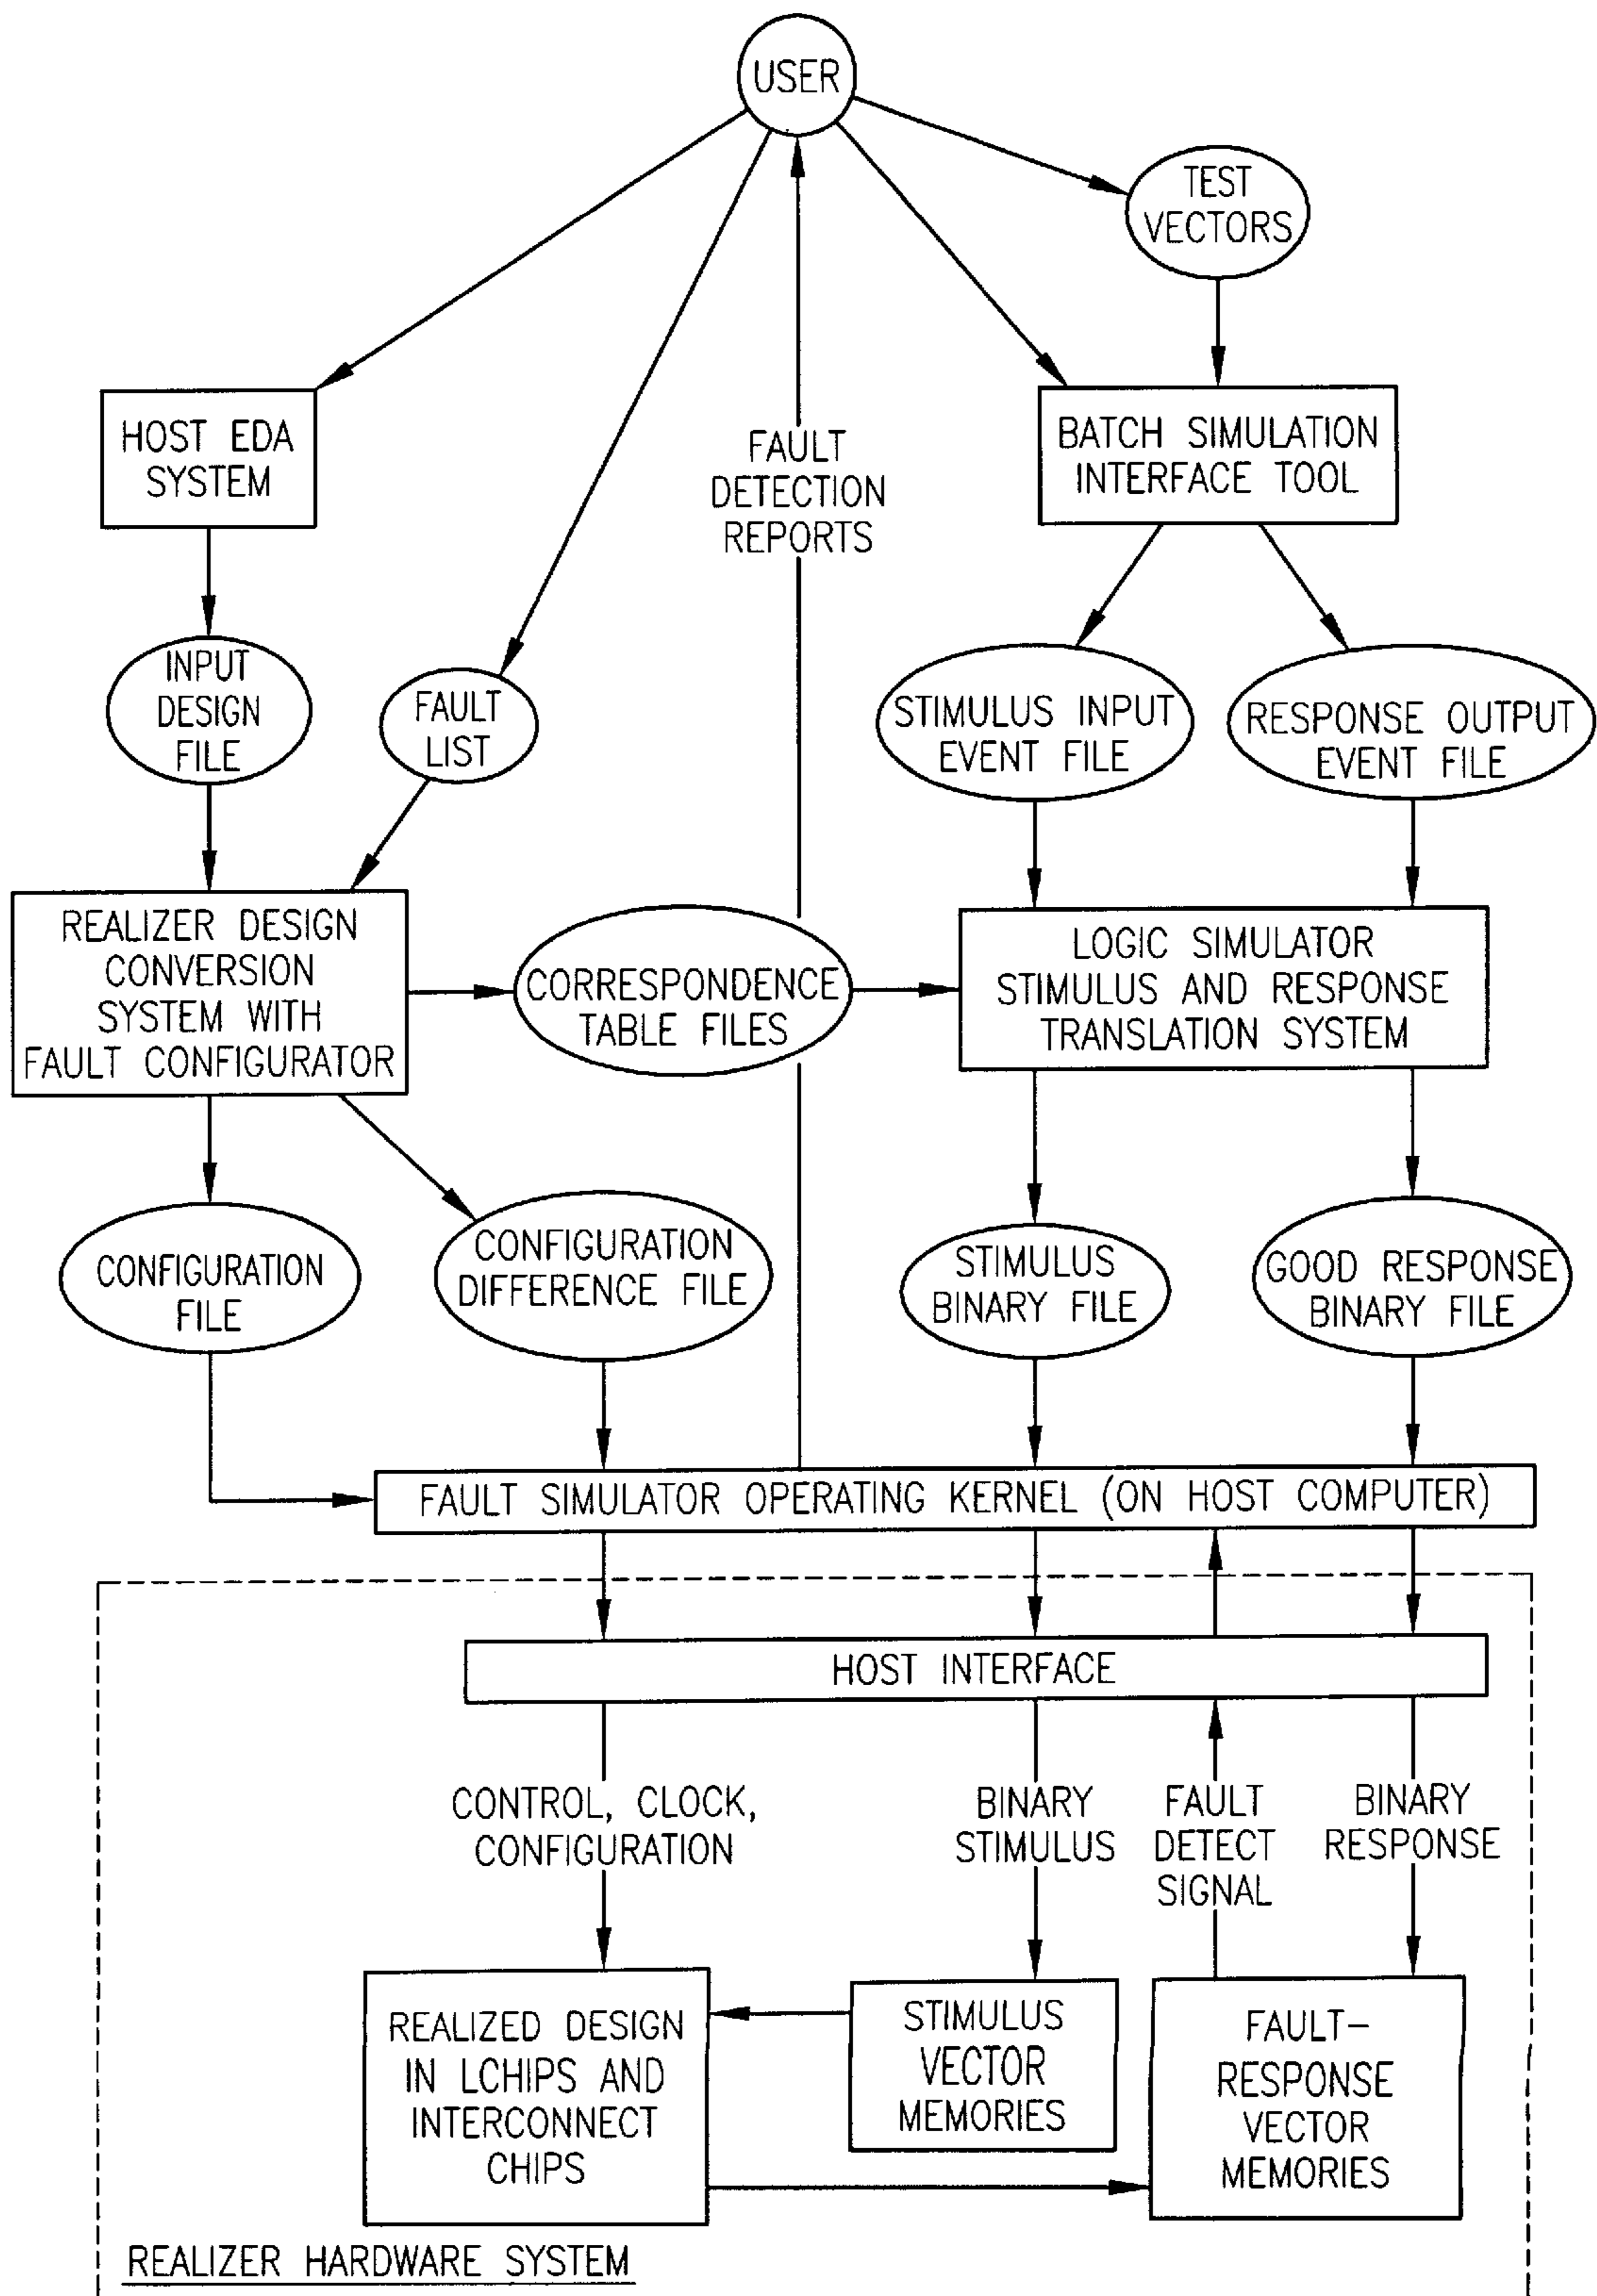 USER
TEST
VECTORS
HOST EDA
SYSTEM
FAULT
DETECTION
REPORTS
BATCH SIMULATION
INTERFACE TOOL
INPUT
DESIGN
FILE
FAULT
LIST
STIMULUS INPUT
EVENT FILE
RESPONSE OUTPUT
EVENT FILE
REALIZER DESIGN
CONVERSION
SYSTEM WITH
FAULT CONFIGURATOR
CORRESPONDENCE
TABLE FILES
LOGIC SIMULATOR
STIMULUS AND RESPONSE
TRANSLATION SYSTEM
CONFIGURATION
FILE
CONFIGURATION
DIFFERENCE FILE
STIMULUS
BINARY FILE
GOOD RESPONSE
BINARY FILE
FAULT SIMULATOR OPERATING KERNEL (ON HOST COMPUTER)
HOST INTERFACE
CONTROL, CLOCK,
CONFIGURATION
BINARY
STIMULUS
FAULT
DETECT
SIGNAL
BINARY
RESPONSE
REALIZED DESIGN
IN LCHIPS AND
INTERCONNECT
CHIPS
STIMULUS
VECTOR
MEMORIES
FAULT-
RESPONSE
VECTOR
MEMORIES
REALIZER HARDWARE SYSTEM